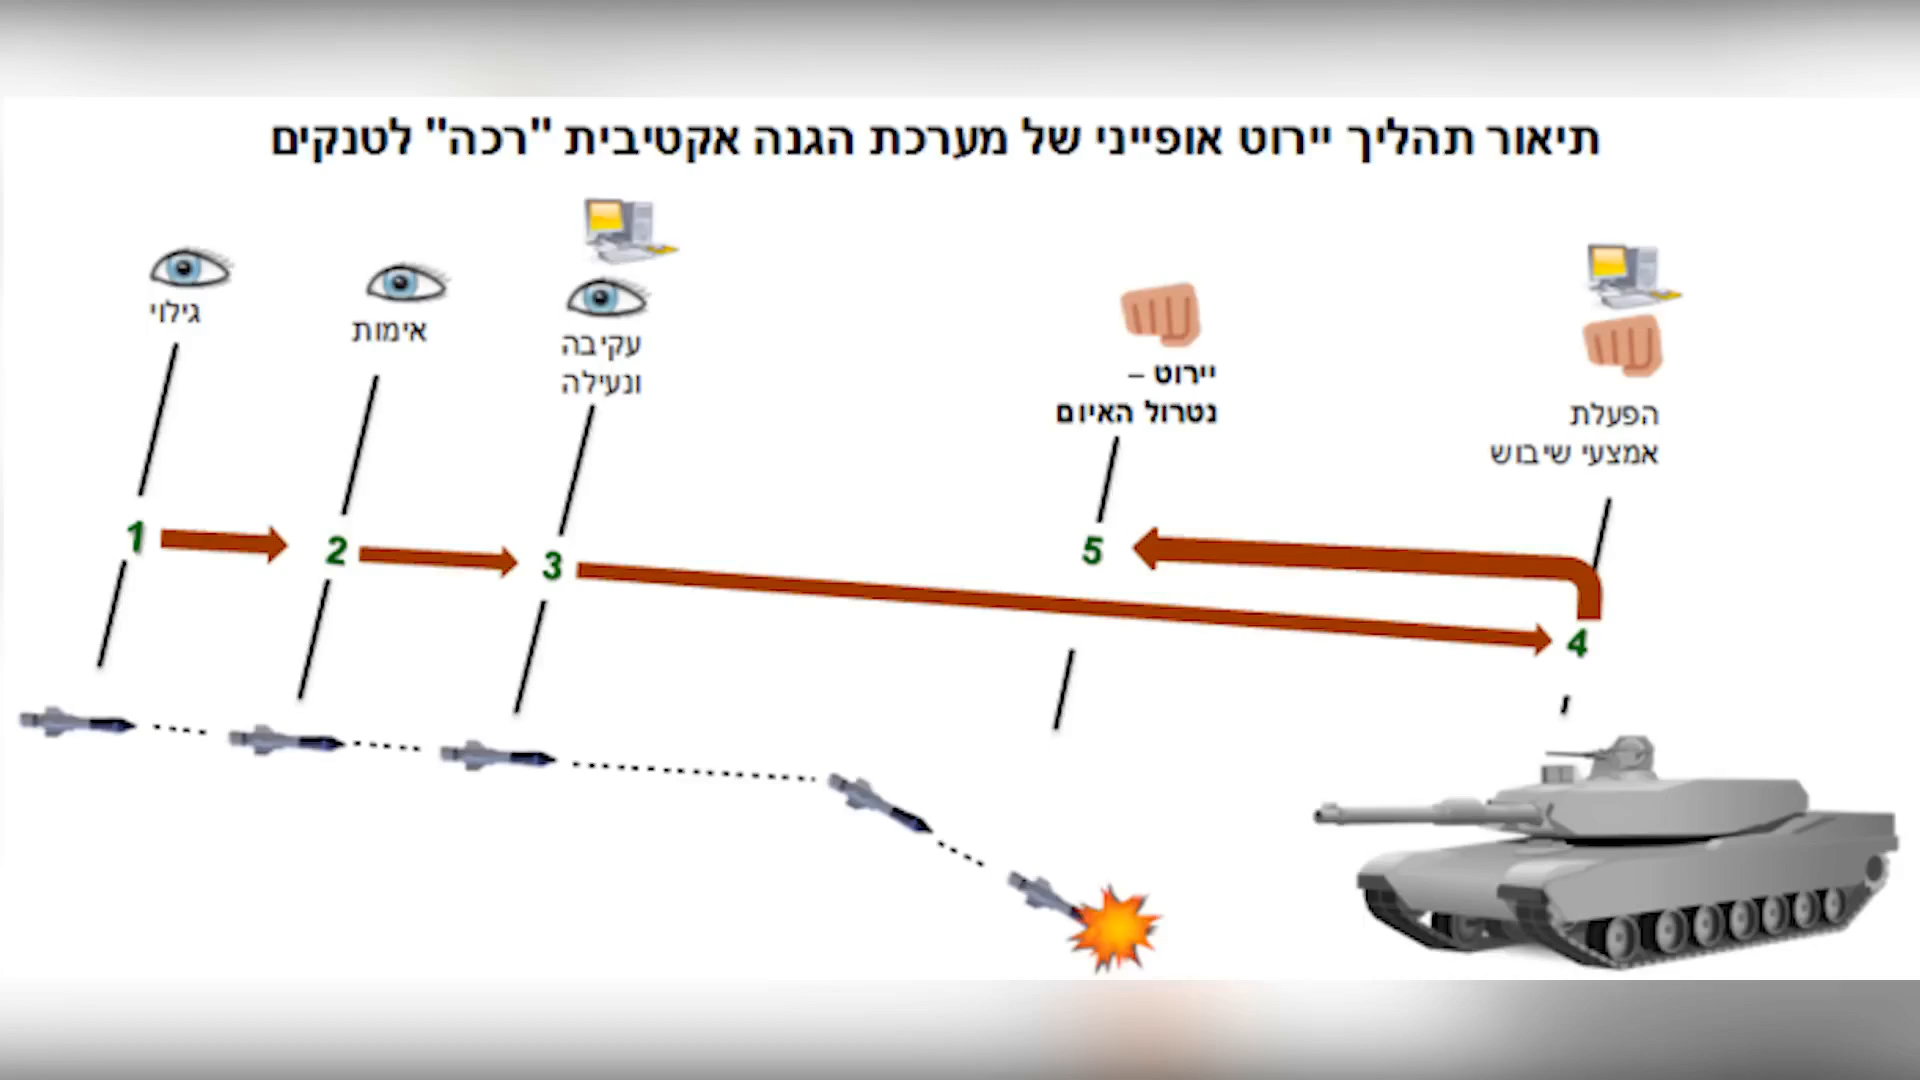 תיאור תהליך יירוט אופייני של מערכת הגנה אקטיבית "רכה" לטנקים
גילוי
אימות
עקיבה
ונעילה
יירוט –
נטרול האיום
הפעלת
אמצעי שיבוש
1
2
3
5
4